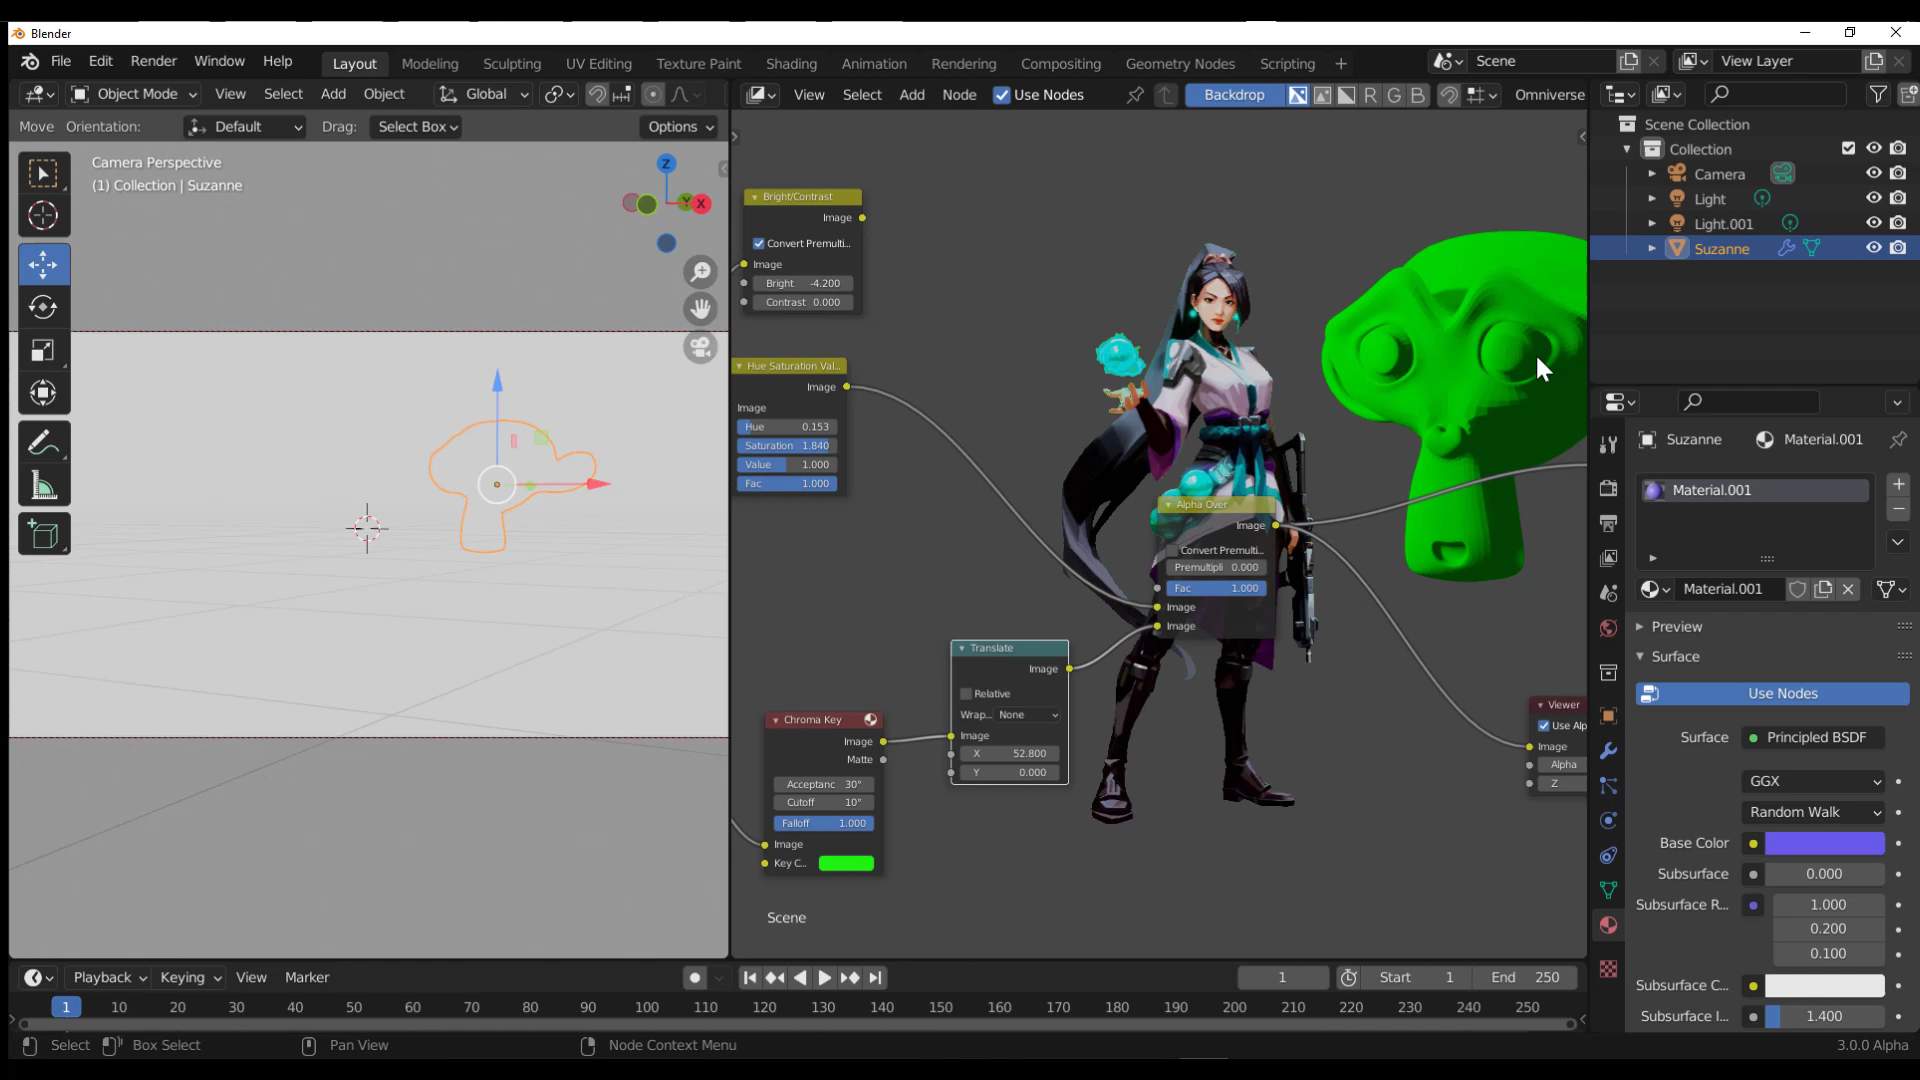 Blender
File Edit Render Window Help Layout Modeling Sculpting UV Editing Texture Paint Shading Animation Rendering Compositing Geometry Nodes Scripting + Scene View Layer
Object Mode View Select Add Object Global
View Select Add Node Use Nodes Backdrop R G B Omniverse
Move Orientation: Default Drag: Select Box Options
Camera Perspective
(1) Collection | Suzanne
Z
Y X
Bright/Contrast
Image
Convert Premulti...
Image
Bright -4.200
Contrast 0.000
Hue Saturation Val...
Image
Image
Hue 0.153
Saturation 1.840
Value 1.000
Fac 1.000
Alpha Over
Image
Convert Premulti...
Premultipli 0.000
Fac 1.000
Image
Image
Translate
Image
Relative
Wrap... None
Image
X 52.800
Y 0.000
Chroma Key
Image
Matte
Acceptanc 30°
Cutoff 10°
Falloff 1.000
Image
Key C...
Viewer
Use Alp
Image
Alpha
Z
Scene
Scene Collection
Collection
Camera
Light
Light.001
Suzanne
Suzanne Material.001
Material.001
Material.001
Preview
Surface
Use Nodes
Surface Principled BSDF
GGX
Random Walk
Base Color
Subsurface 0.000
Subsurface R... 1.000
0.200
0.100
Subsurface C...
Subsurface I... 1.400
Playback Keying View Marker 1 Start 1 End 250
1 10 20 30 40 50 60 70 80 90 100 110 120 130 140 150 160 170 180 190 200 210 220 230 240 250
Select Box Select Pan View Node Context Menu 3.0.0 Alpha